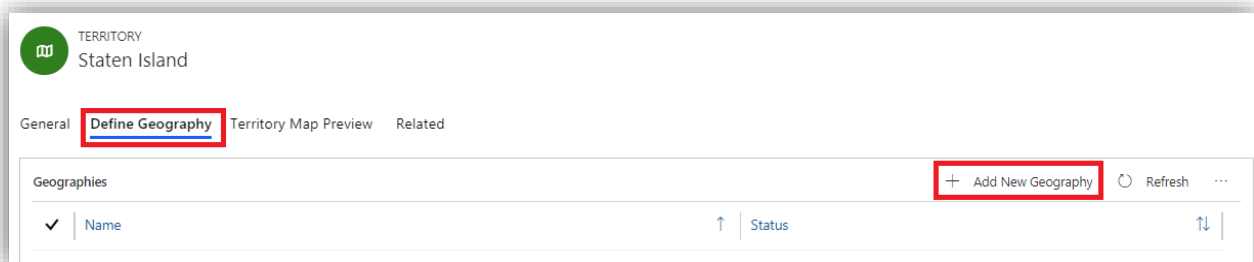 TERRITORY
Staten Island
General Define Geography Territory Map Preview Related
Geographies + Add New Geography Refresh ...
Name ↑ Status ↑↓